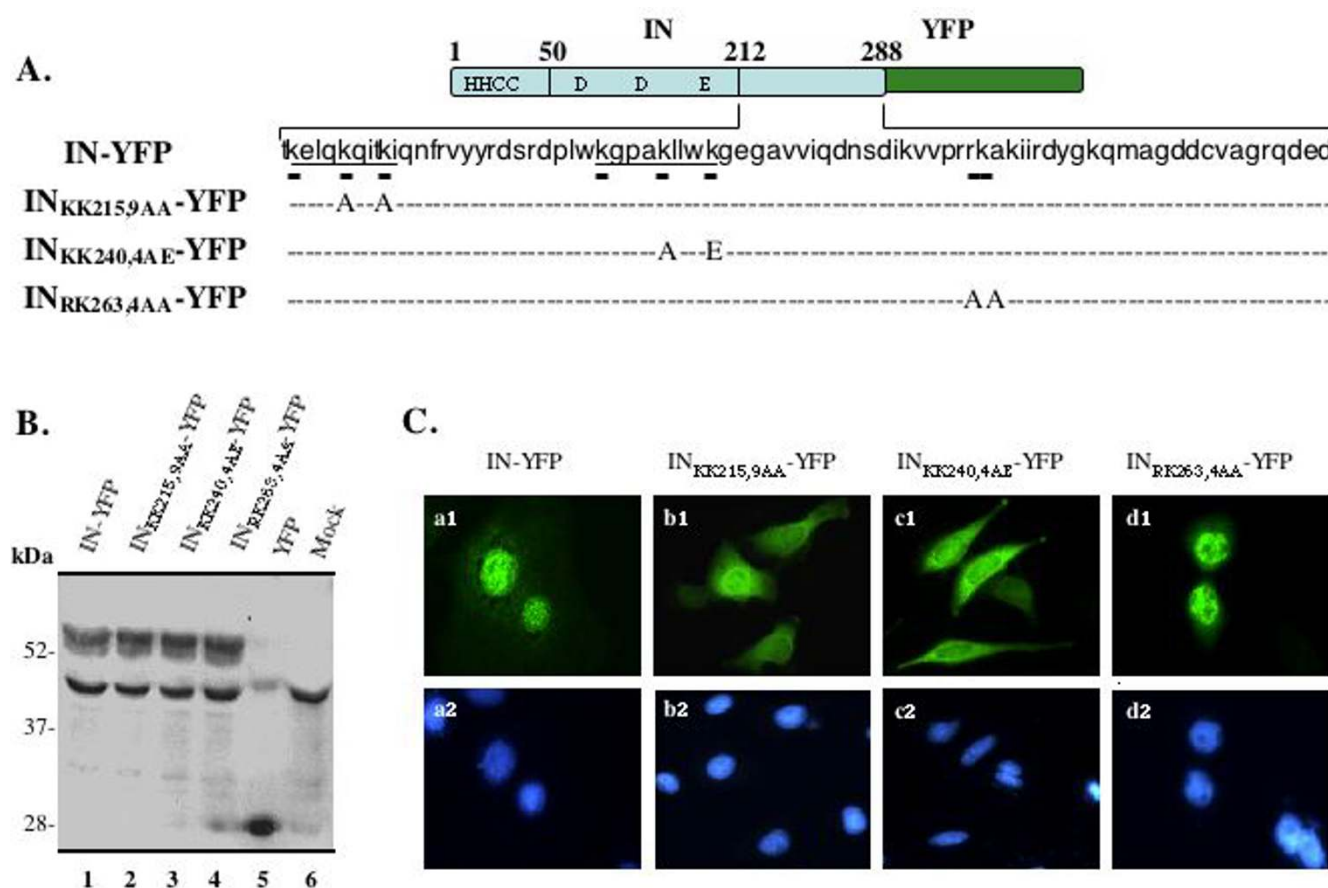 A.
IN YFP
1 50 212 288
HHCC D D E
IN-YFP tkelqkqitkiqnfrvyyrdsrdplwkgpakllwkgegavviqdnsdikvvprrkakiirdygkqmagddcvagrqded
INKK215,9AA-YFP -----A--A-----
INKK240,4AE-YFP -----A---E-----
INRK263,4AA-YFP -----AA-----
B.
IN-YFP
INKK215,9AA-YFP
INKK240,4AE-YFP
INRK263,4AA-YFP
YFP
Mock
kDa
52-
37-
28-
1 2 3 4 5 6
C.
IN-YFP INKK215,9AA-YFP INKK240,4AE-YFP INRK263,4AA-YFP
a1 b1 c1 d1
a2 b2 c2 d2